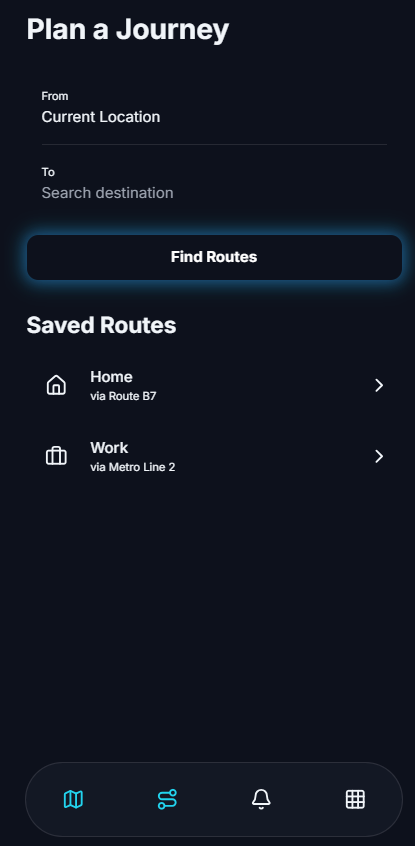 Plan a Journey
From
Current Location
To
Search destination
Find Routes
Saved Routes
Home
via Route B7
Work
via Metro Line 2